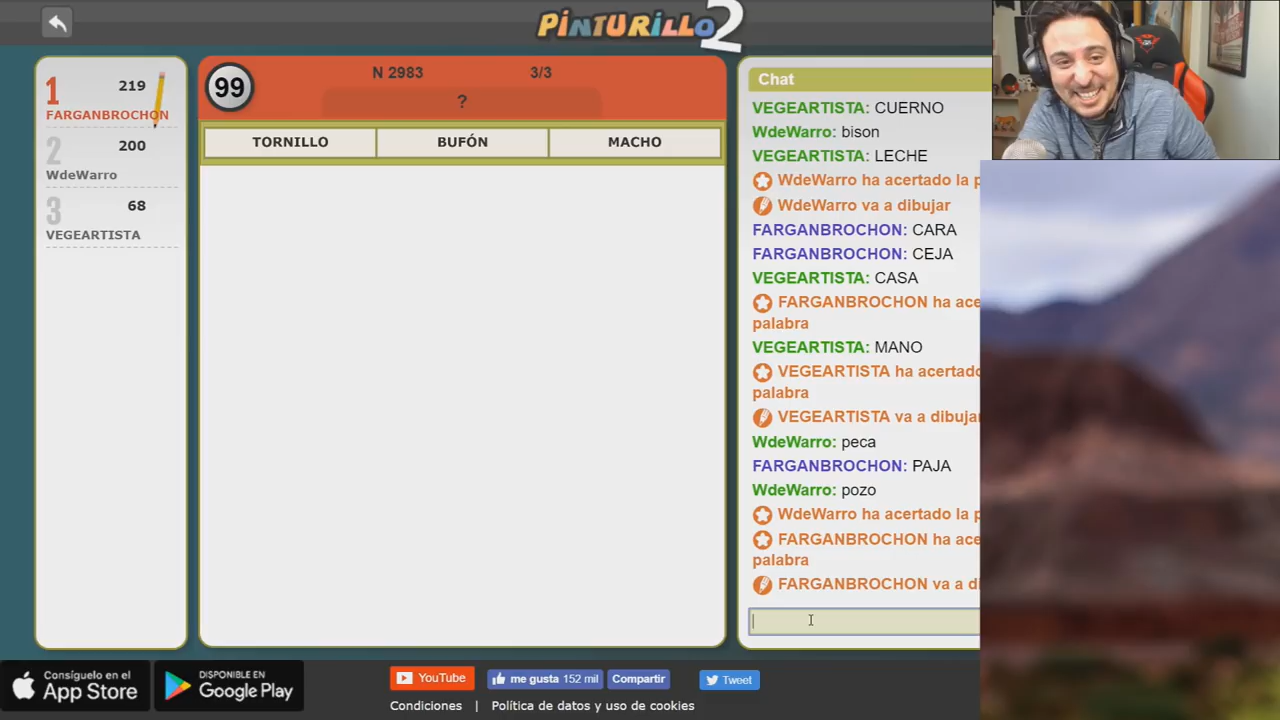 PINTURILLO 2
1 219
FARGANBROCHON
2 200
WdeWarro
3 68
VEGEARTISTA
99 N 2983 3/3
?
TORNILLO BUFÓN MACHO
Chat
VEGEARTISTA: CUERNO
WdeWarro: bison
VEGEARTISTA: LECHE
WdeWarro ha acertado la p
WdeWarro va a dibujar
FARGANBROCHON: CARA
FARGANBROCHON: CEJA
VEGEARTISTA: CASA
FARGANBROCHON ha ace
palabra
VEGEARTISTA: MANO
VEGEARTISTA ha acertado
palabra
VEGEARTISTA va a dibujar
WdeWarro: peca
FARGANBROCHON: PAJA
WdeWarro: pozo
WdeWarro ha acertado la p
FARGANBROCHON ha ace
palabra
FARGANBROCHON va a di
Consíguelo en el
App Store
DISPONIBLE EN
Google Play
YouTube
me gusta 152 mil
Compartir
Tweet
Condiciones | Política de datos y uso de cookies